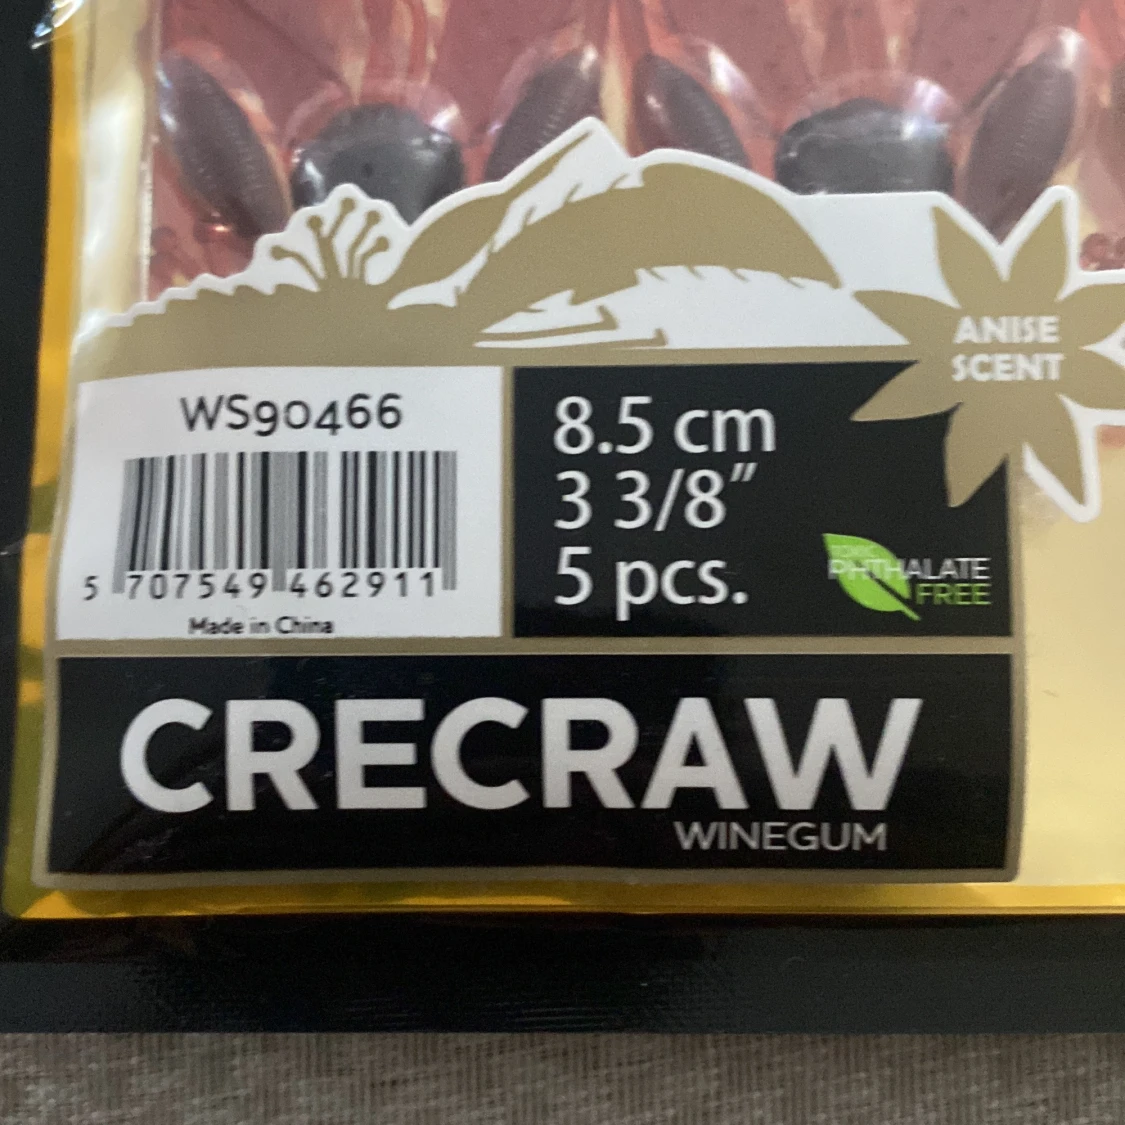 ANISE
SCENT
WS90466
5 707549 462911
Made in China
8.5 cm
3 3/8″
5 pcs.
TOXIC
PHTHALATE
FREE
CRECRAW
WINEGUM